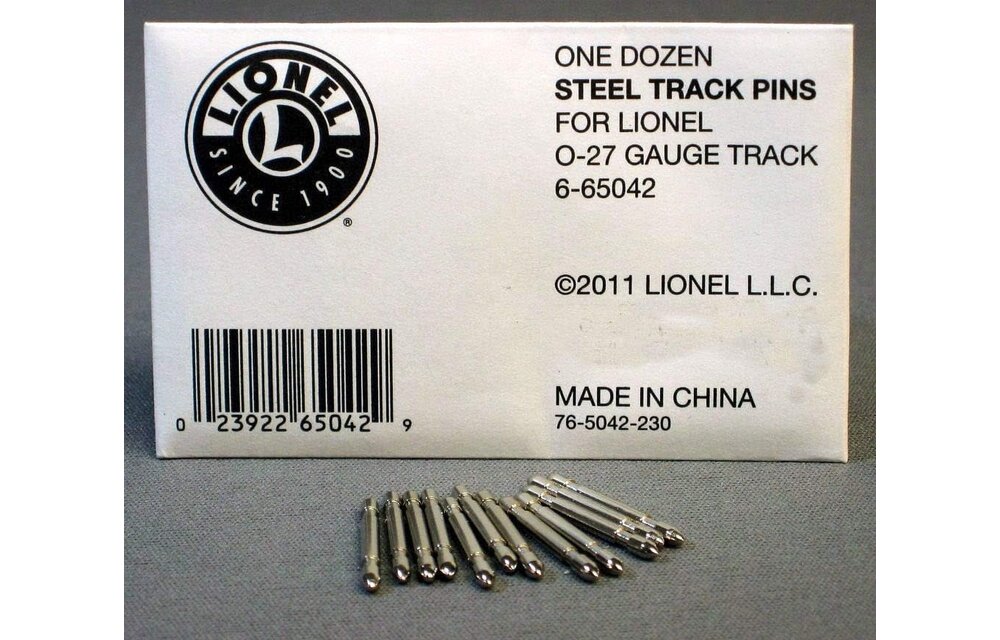 LIONEL
SINCE 1900
®
ONE DOZEN
STEEL TRACK PINS
FOR LIONEL
O-27 GAUGE TRACK
6-65042
©2011 LIONEL L.L.C.
MADE IN CHINA
76-5042-230
0 23922 65042 9